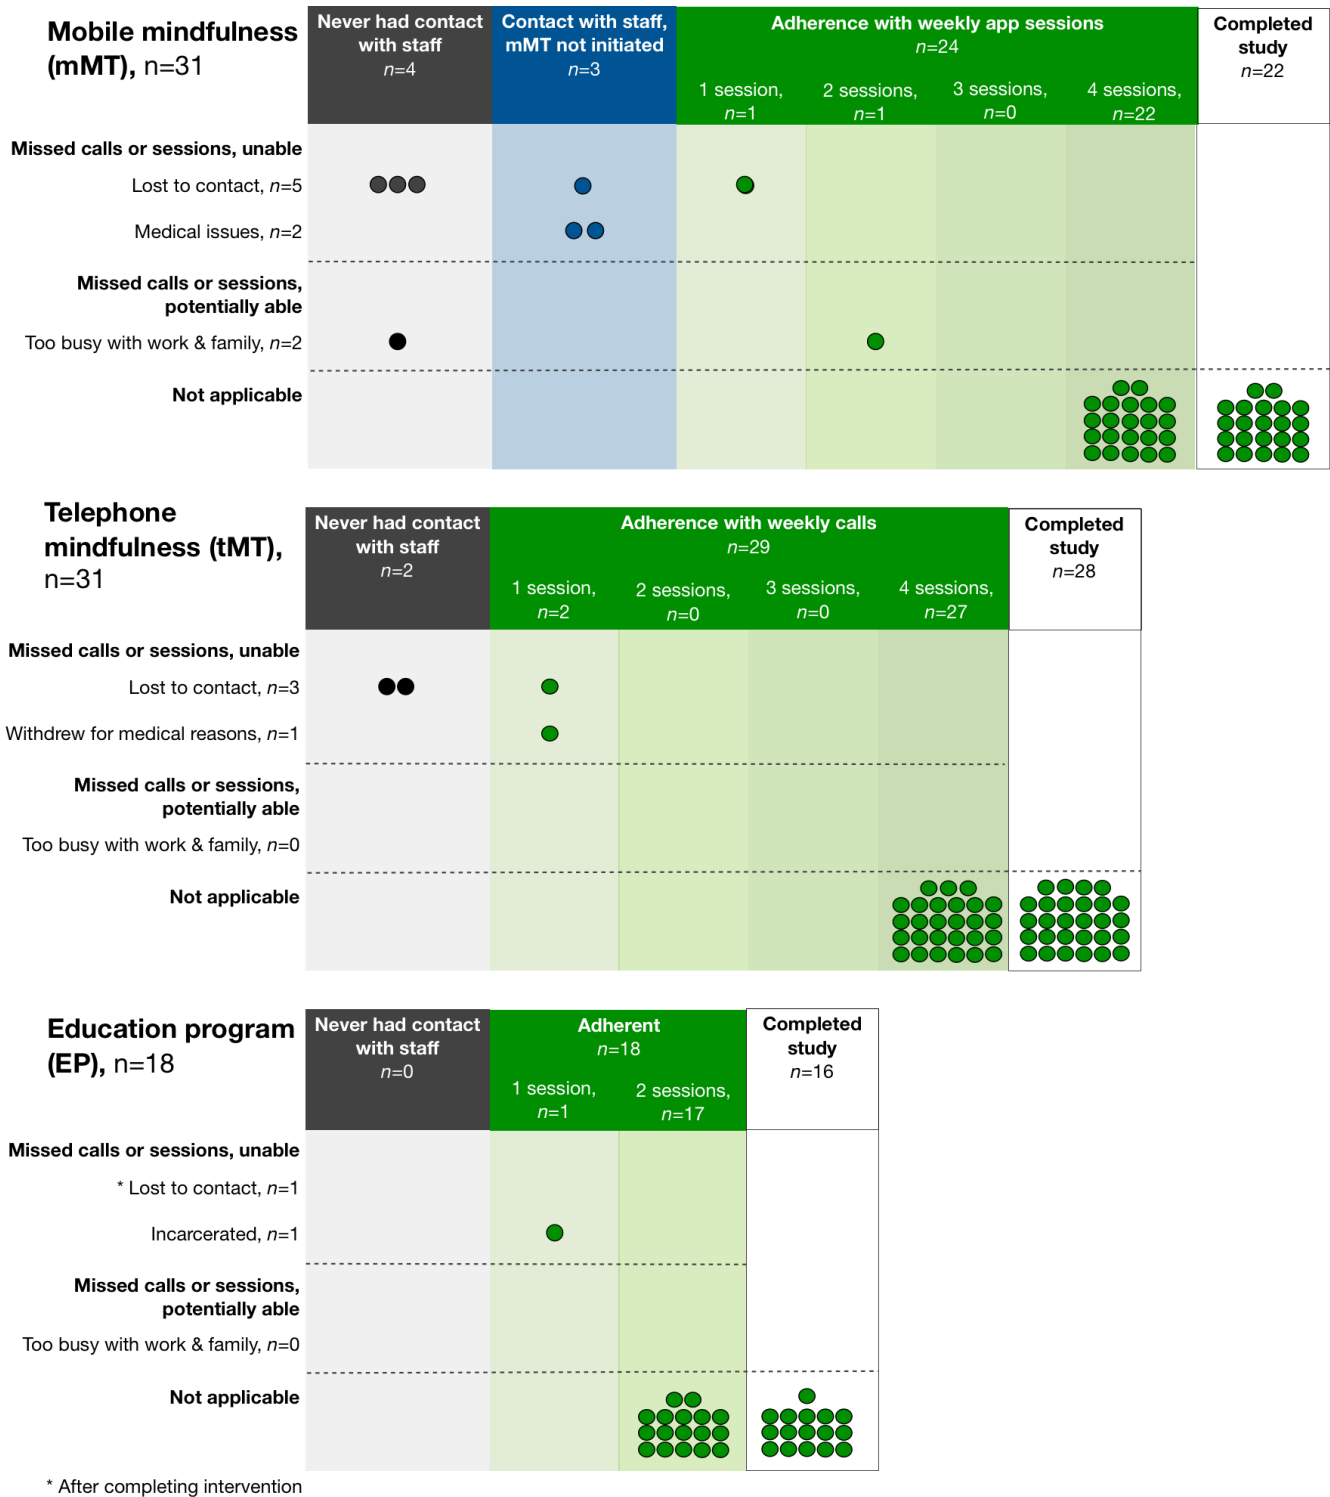 Mobile mindfulness
(mMT), n=31
Never had contact
with staff
n=4
Contact with staff,
mMT not initiated
n=3
Adherence with weekly app sessions
n=24
1 session,
n=1
2 sessions,
n=1
3 sessions,
n=0
4 sessions,
n=22
Completed
study
n=22
Missed calls or sessions, unable
Lost to contact, n=5
Medical issues, n=2
Missed calls or sessions,
potentially able
Too busy with work & family, n=2
Not applicable
Telephone
mindfulness (tMT),
n=31
Never had contact
with staff
n=2
Adherence with weekly calls
n=29
1 session,
n=2
2 sessions,
n=0
3 sessions,
n=0
4 sessions,
n=27
Completed
study
n=28
Missed calls or sessions, unable
Lost to contact, n=3
Withdrew for medical reasons, n=1
Missed calls or sessions,
potentially able
Too busy with work & family, n=0
Not applicable
Education program
(EP), n=18
Never had contact
with staff
n=0
Adherent
n=18
1 session,
n=1
2 sessions,
n=17
Completed
study
n=16
Missed calls or sessions, unable
* Lost to contact, n=1
Incarcerated, n=1
Missed calls or sessions,
potentially able
Too busy with work & family, n=0
Not applicable
* After completing intervention